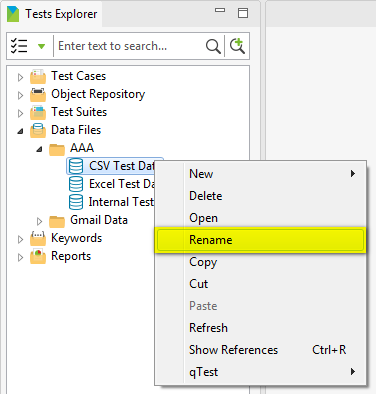 Tests Explorer
Enter text to search...
Test Cases
Object Repository
Test Suites
Data Files
AAA
CSV Test Dat
Excel Test Da
Internal Test
Gmail Data
Keywords
Reports
New
Delete
Open
Rename
Copy
Cut
Paste
Refresh
Show References Ctrl+R
qTest